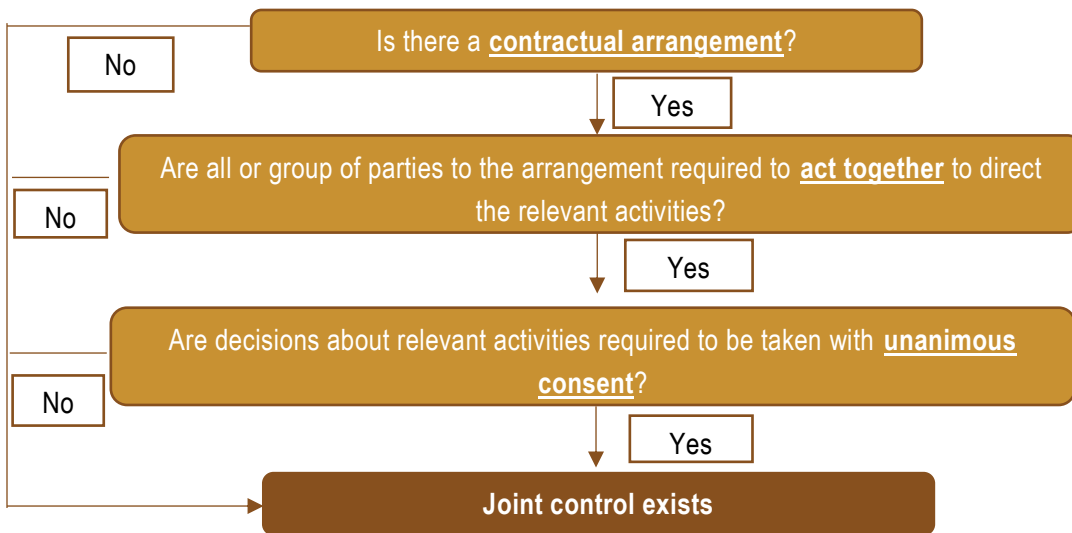 Is there a contractual arrangement?
No
Yes
Are all or group of parties to the arrangement required to act together to direct
the relevant activities?
No
Yes
Are decisions about relevant activities required to be taken with unanimous
consent?
No
Yes
Joint control exists